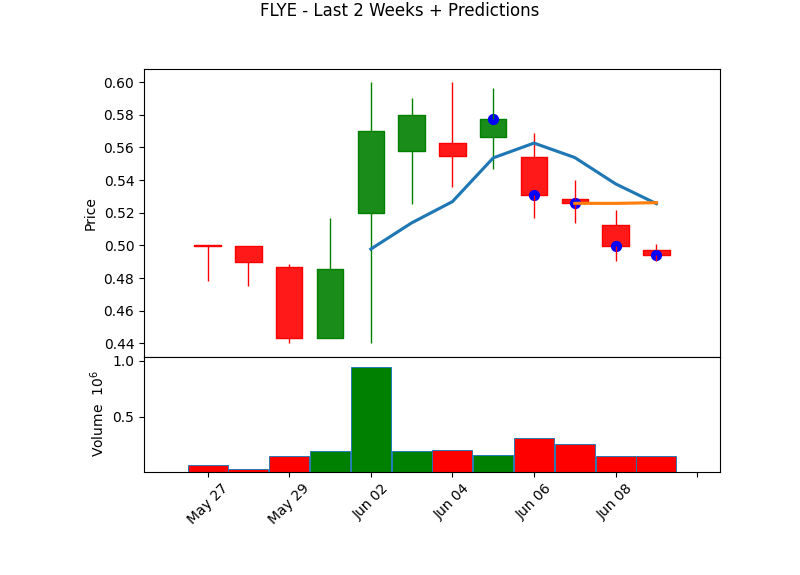 FLYE - Last 2 Weeks + Predictions
0.60
0.58
0.56
0.54
0.52
0.50
0.48
0.46
0.44
Price
1.0
0.5
Volume 10⁶
May 27
May 29
Jun 02
Jun 04
Jun 06
Jun 08